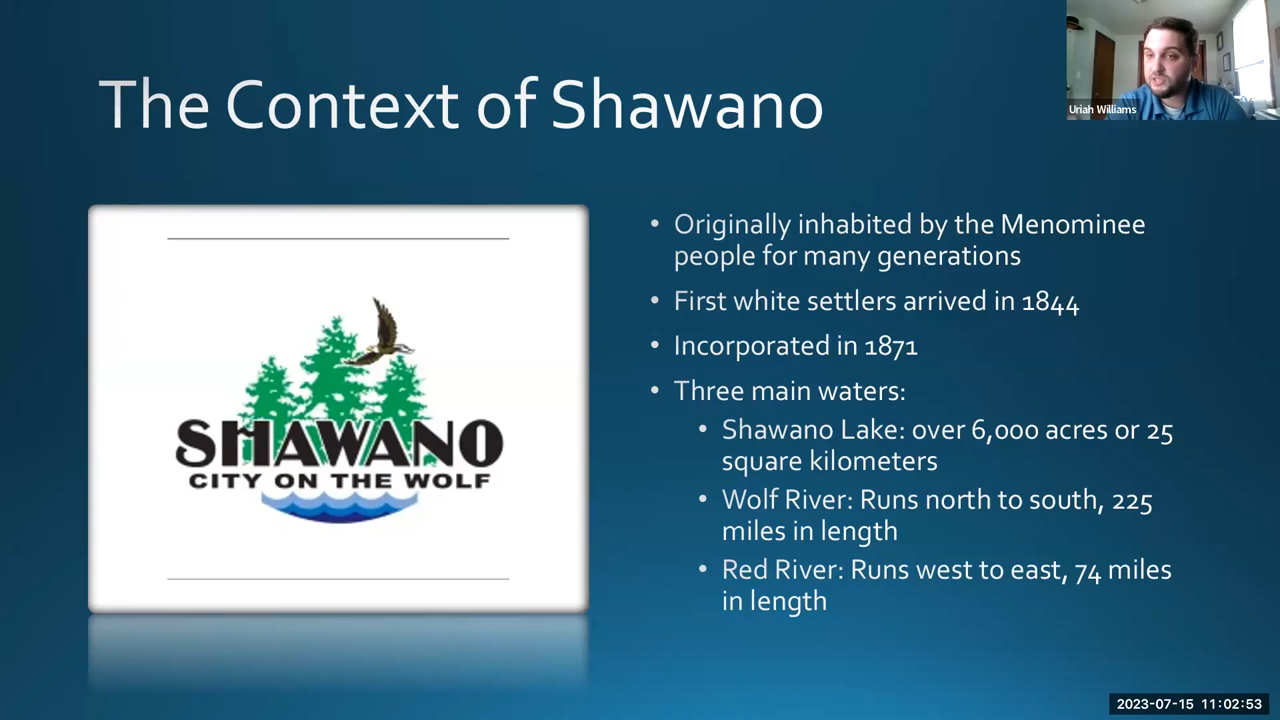 The Context of Shawano
Uriah Williams
SHAWANO
CITY ON THE WOLF
• Originally inhabited by the Menominee
people for many generations
• First white settlers arrived in 1844
• Incorporated in 1871
• Three main waters:
• Shawano Lake: over 6,000 acres or 25
square kilometers
• Wolf River: Runs north to south, 225
miles in length
• Red River: Runs west to east, 74 miles
in length
2023-07-15 11:02:53